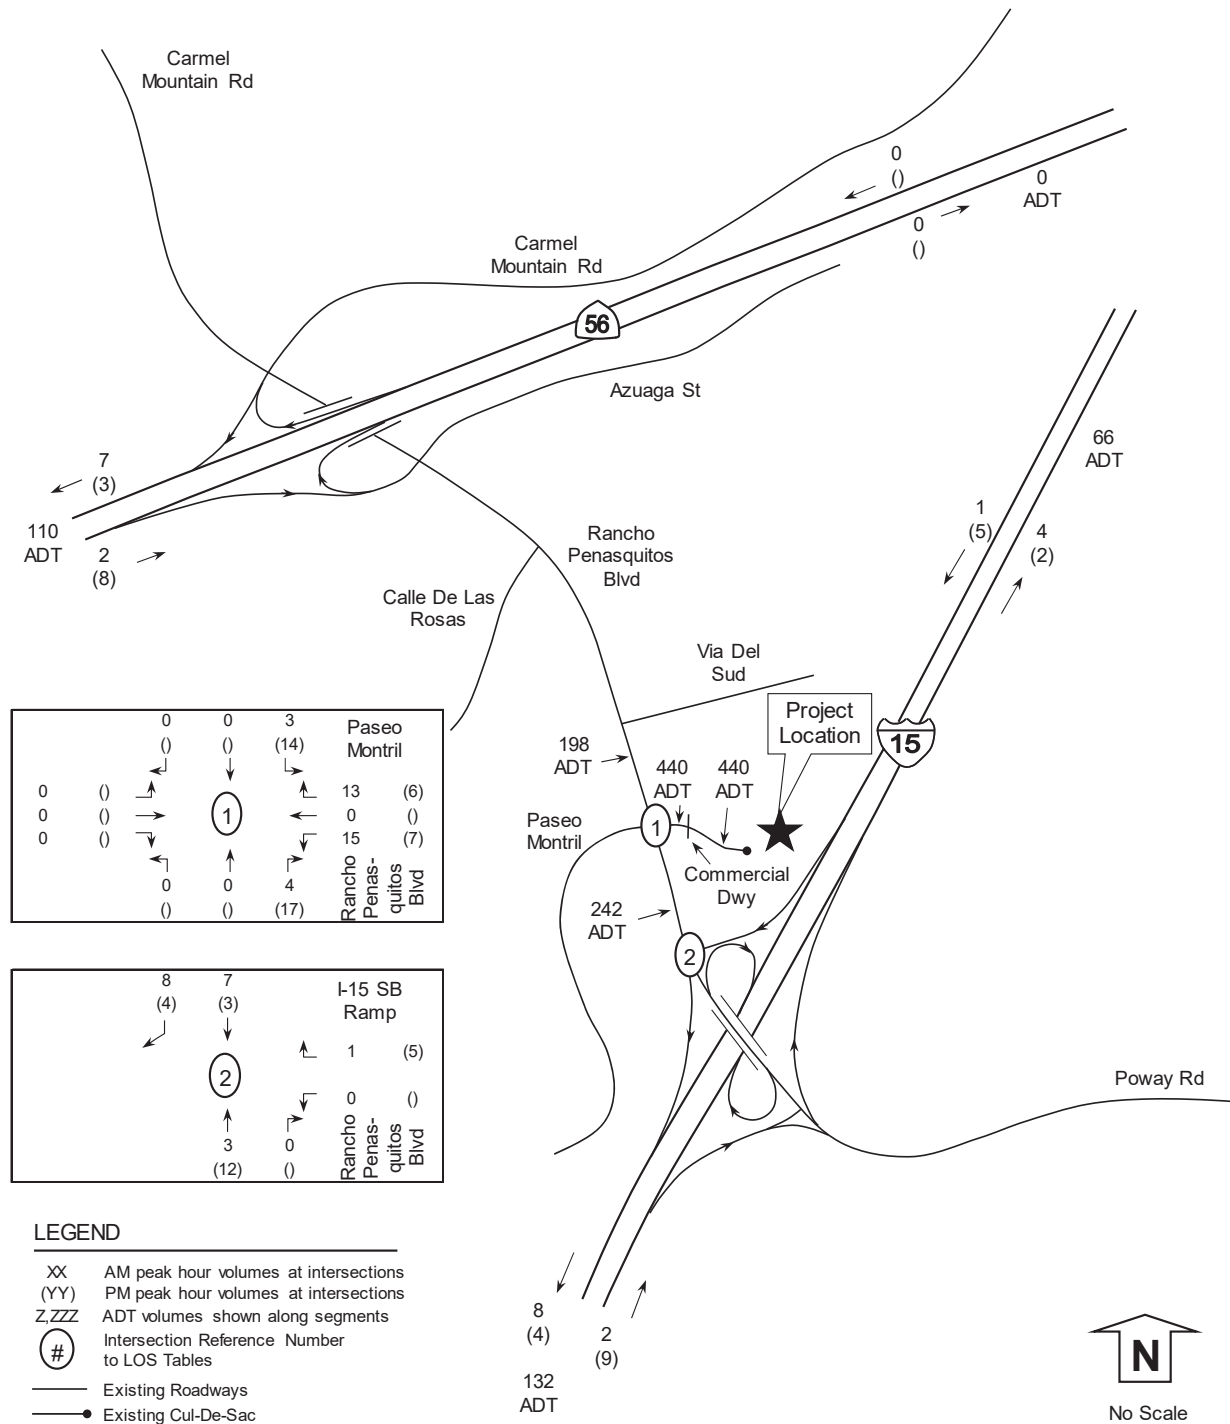 Carmel
Mountain Rd
0
()
0
ADT
0
()
Carmel
Mountain Rd
56
Azuaga St
66
ADT
7
(3)
110
ADT
2
(8)
1
(5)
4
(2)
Rancho
Penasquitos
Blvd
Calle De Las
Rosas
Via Del
Sud
Project
Location
15
198
ADT
440
ADT
440
ADT
Paseo
Montril
1
Commercial
Dwy
242
ADT
2
Poway Rd
0 0 3
() () (14)
Paseo
Montril
0 () 13 (6)
0 () 1 0 ()
0 () 15 (7)
0 0 4
() () (17)
Rancho
Penas-
quitos
Blvd
8 7
(4) (3)
I-15 SB
Ramp
1 (5)
2
0 ()
3 0
(12) ()
Rancho
Penas-
quitos
Blvd
8
(4)
2
(9)
132
ADT
LEGEND
XX AM peak hour volumes at intersections
(YY) PM peak hour volumes at intersections
Z,ZZZ ADT volumes shown along segments
# Intersection Reference Number
to LOS Tables
Existing Roadways
Existing Cul-De-Sac
N
No Scale